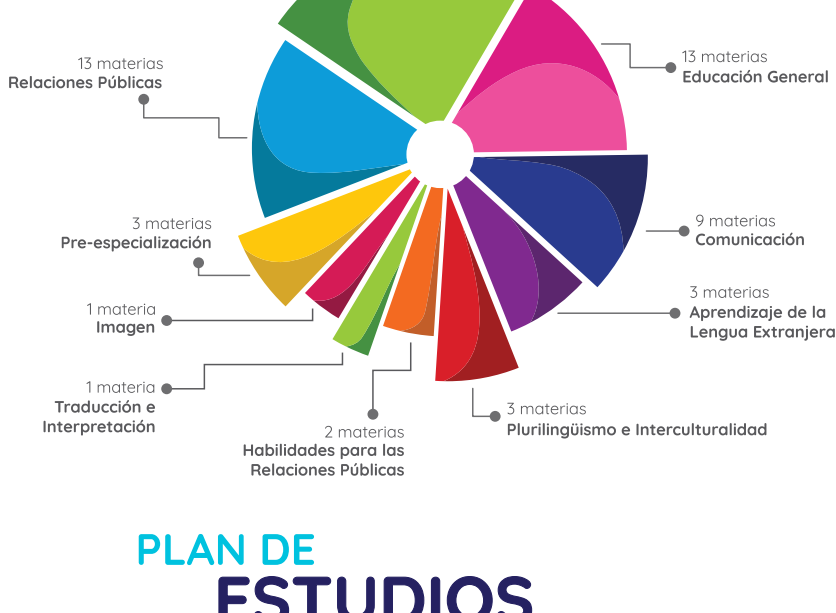 13 materias
Relaciones Públicas
13 materias
Educación General
9 materias
Comunicación
3 materias
Pre-especialización
3 materias
Aprendizaje de la
Lengua Extranjera
1 materia
Imagen
1 materia
Traducción e
Interpretación
2 materias
Habilidades para las
Relaciones Públicas
3 materias
Plurilingüismo e Interculturalidad
PLAN DE
ESTUDIOS